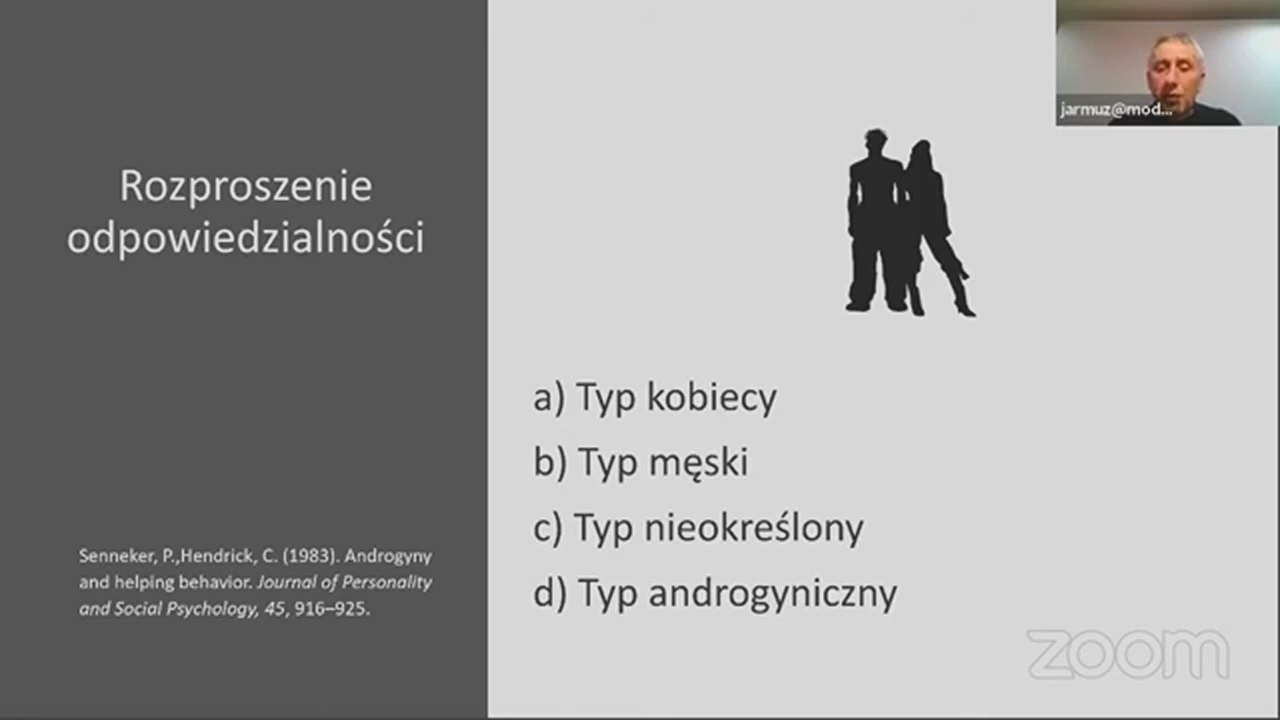 Rozproszenie
odpowiedzialności
Senneker, P.,Hendrick, C. (1983). Androgyny
and helping behavior. Journal of Personality
and Social Psychology, 45, 916–925.
jarmuz@mod...
a) Typ kobiecy
b) Typ męski
c) Typ nieokreślony
d) Typ androgyniczny
zoom